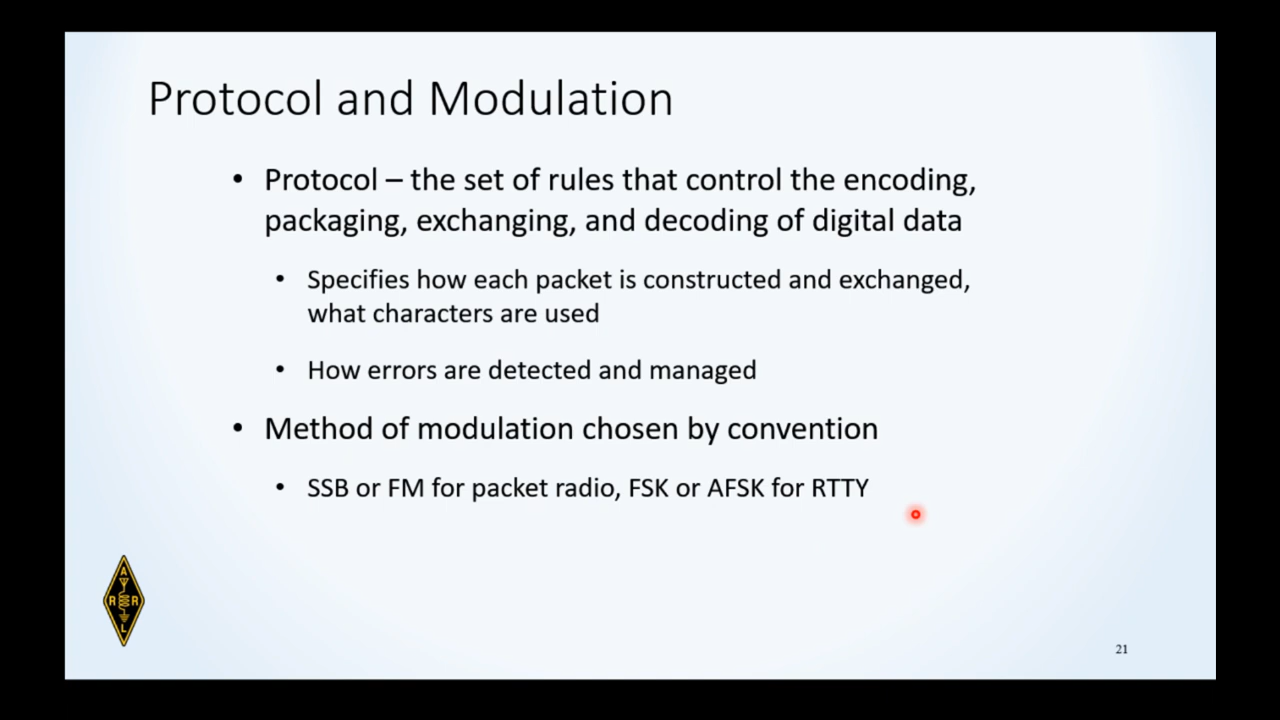 Protocol and Modulation
• Protocol – the set of rules that control the encoding,
packaging, exchanging, and decoding of digital data
• Specifies how each packet is constructed and exchanged,
what characters are used
• How errors are detected and managed
• Method of modulation chosen by convention
• SSB or FM for packet radio, FSK or AFSK for RTTY
A
R R
L
21